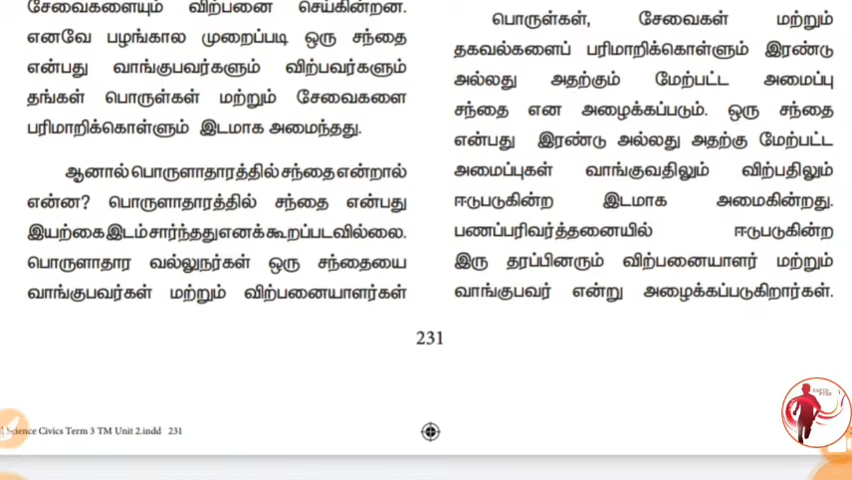 சேவைகளையும் விற்பனை செய்கின்றன.
எனவே பழங்கால முறைப்படி ஒரு சந்தை
என்பது வாங்குபவர்களும் விற்பவர்களும்
தங்கள் பொருள்கள் மற்றும் சேவைகளை
பரிமாறிக்கொள்ளும் இடமாக அமைந்தது.
ஆனால் பொருளாதாரத்தில் சந்தை என்றால்
என்ன? பொருளாதாரத்தில் சந்தை என்பது
இயற்கை இடம் சார்ந்தது எனக் கூறப்படவில்லை.
பொருளாதார வல்லுநர்கள் ஒரு சந்தையை
வாங்குபவர்கள் மற்றும் விற்பனையாளர்கள்
பொருள்கள், சேவைகள் மற்றும்
தகவல்களைப் பரிமாறிக்கொள்ளும் இரண்டு
அல்லது அதற்கும் மேற்பட்ட அமைப்பு
சந்தை என அழைக்கப்படும். ஒரு சந்தை
என்பது இரண்டு அல்லது அதற்கு மேற்பட்ட
அமைப்புகள் வாங்குவதிலும் விற்பதிலும்
ஈடுபடுகின்ற இடமாக அமைகின்றது.
பணப்பரிவர்த்தனையில் ஈடுபடுகின்ற
இரு தரப்பினரும் விற்பனையாளர் மற்றும்
வாங்குபவர் என்று அழைக்கப்படுகிறார்கள்.
231
Science Civics Term 3 TM Unit 2.indd 231